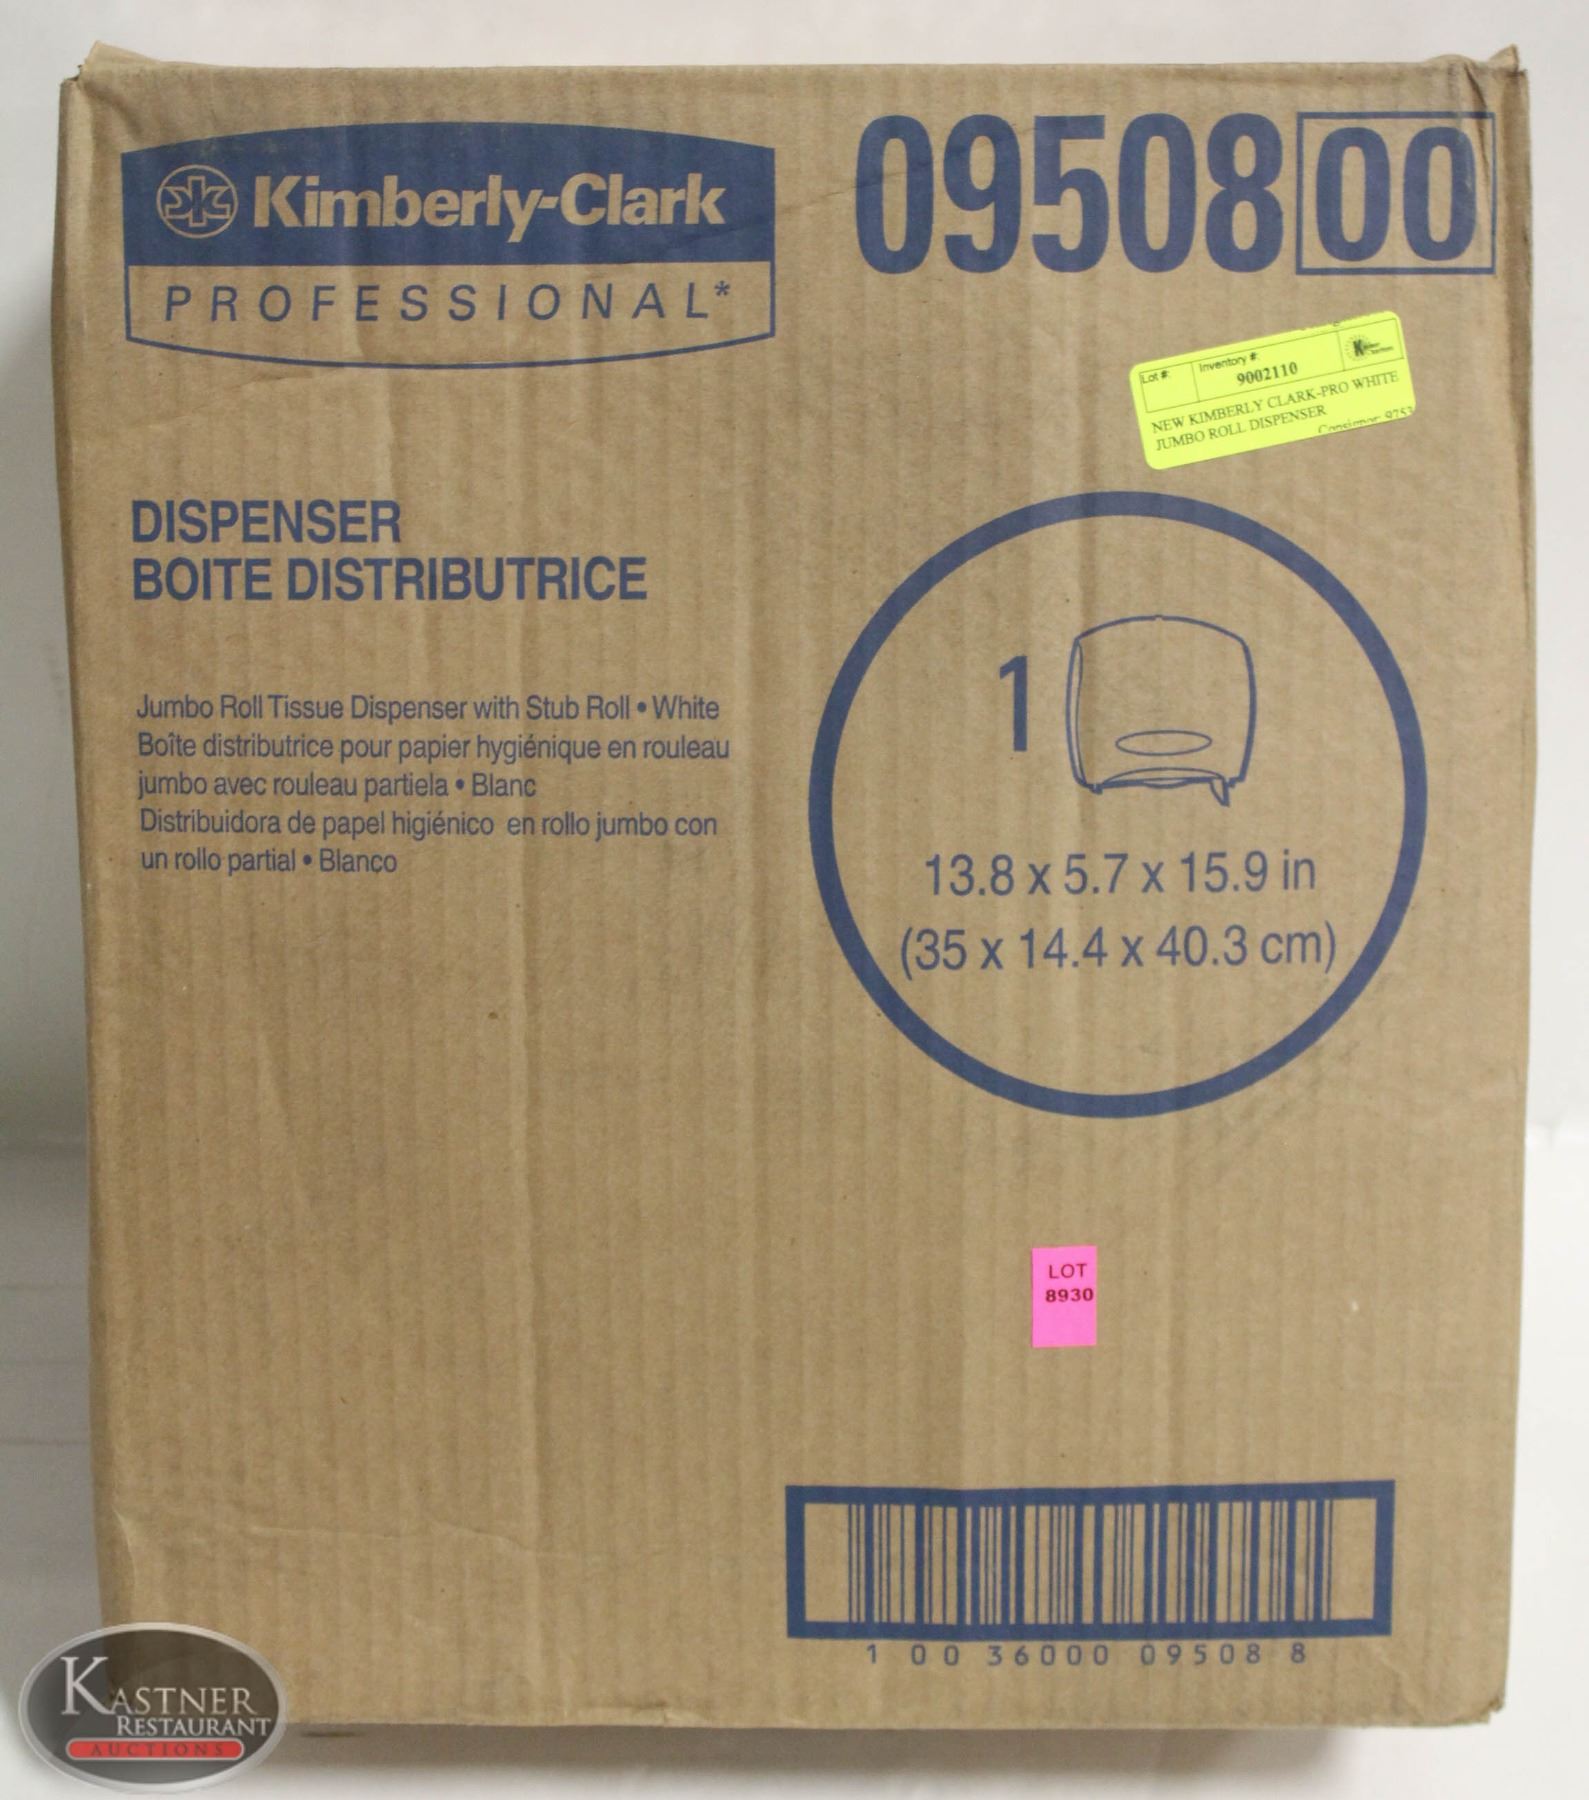 Kimberly-Clark
PROFESSIONAL*
09508 00
Lot #: Inventory #:
9002110
NEW KIMBERLY CLARK-PRO WHITE
JUMBO ROLL DISPENSER
Consignor: 9753
DISPENSER
BOITE DISTRIBUTRICE
Jumbo Roll Tissue Dispenser with Stub Roll • White
Boîte distributrice pour papier hygiénique en rouleau
jumbo avec rouleau partiela • Blanc
Distribuidora de papel higiénico en rollo jumbo con
un rollo partial • Blanco
1
13.8 x 5.7 x 15.9 in
(35 x 14.4 x 40.3 cm)
LOT
8930
1 00 36000 09508 8
KASTNER
RESTAURANT
AUCTIONS